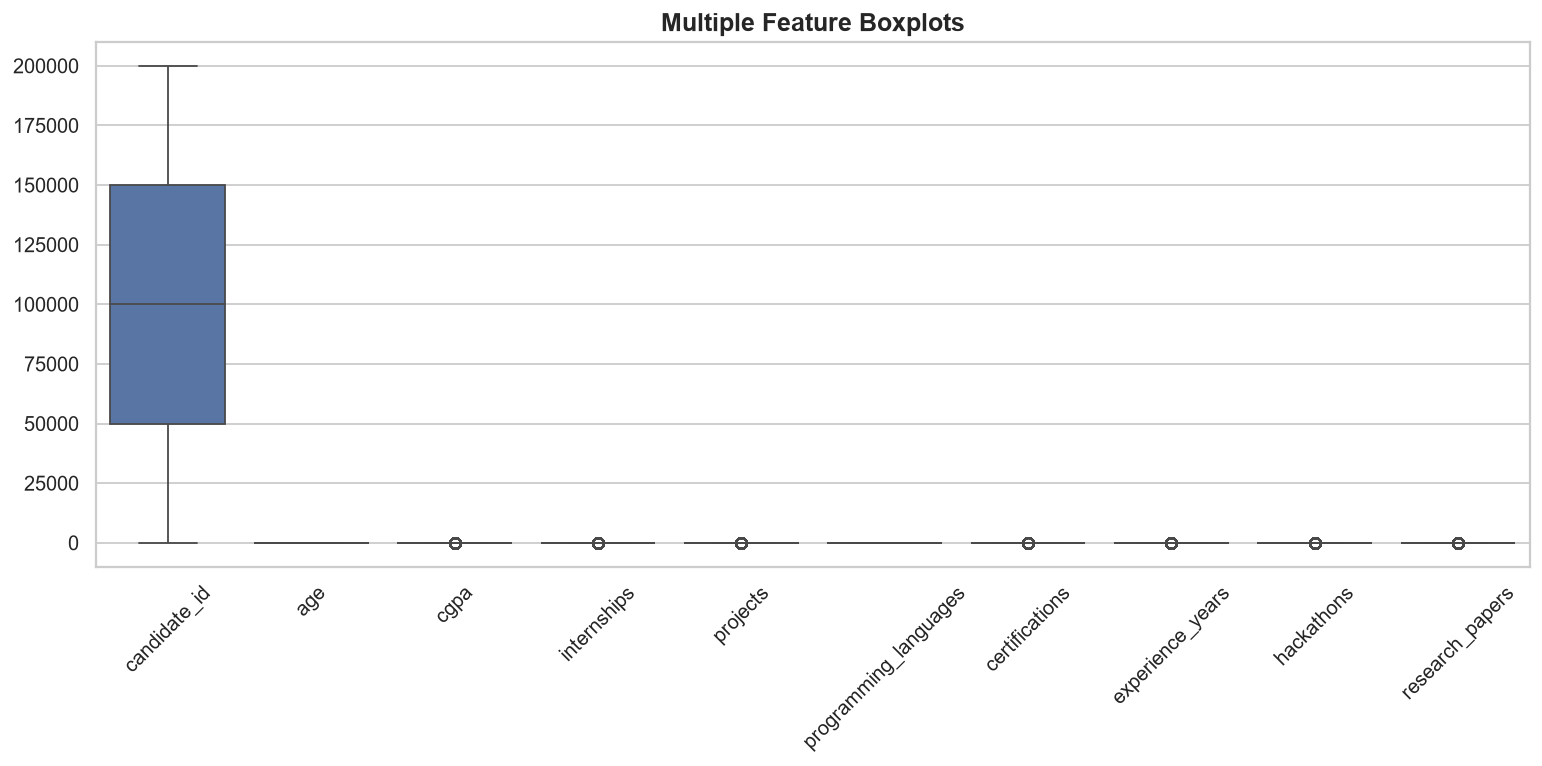 Multiple Feature Boxplots
200000
175000
150000
125000
100000
75000
50000
25000
0
candidate_id
age
cgpa
internships
projects
programming_languages
certifications
experience_years
hackathons
research_papers